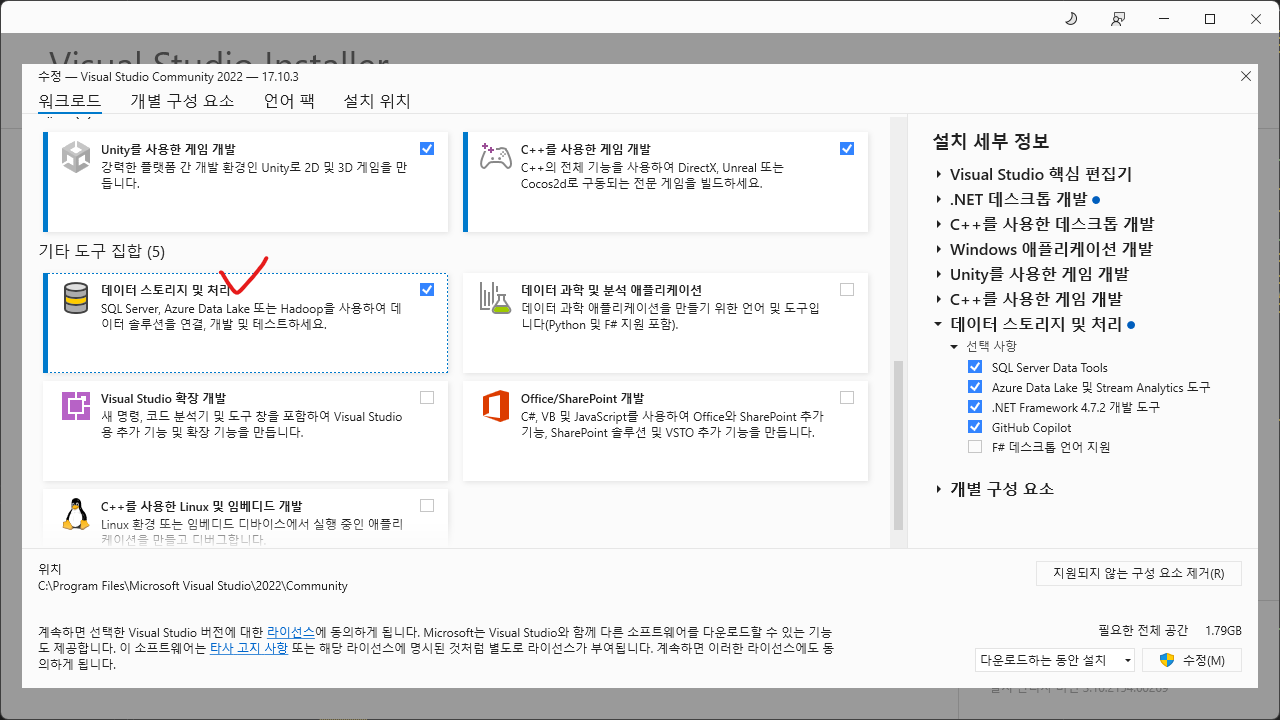 Visual Studio Installer
수정 — Visual Studio Community 2022 — 17.10.3
워크로드 개별 구성 요소 언어 팩 설치 위치
Unity를 사용한 게임 개발
강력한 플랫폼 간 개발 환경인 Unity로 2D 및 3D 게임을 만
듭니다.
C++를 사용한 게임 개발
C++의 전체 기능을 사용하여 DirectX, Unreal 또는
Cocos2d로 구동되는 전문 게임을 빌드하세요.
기타 도구 집합 (5)
데이터 스토리지 및 처리
SQL Server, Azure Data Lake 또는 Hadoop을 사용하여 데
이터 솔루션을 연결, 개발 및 테스트하세요.
데이터 과학 및 분석 애플리케이션
데이터 과학 애플리케이션을 만들기 위한 언어 및 도구입
니다(Python 및 F# 지원 포함).
Visual Studio 확장 개발
새 명령, 코드 분석기 및 도구 창을 포함하여 Visual Studio
용 추가 기능 및 확장 기능을 만듭니다.
Office/SharePoint 개발
C#, VB 및 JavaScript를 사용하여 Office와 SharePoint 추가
기능, SharePoint 솔루션 및 VSTO 추가 기능을 만듭니다.
C++를 사용한 Linux 및 임베디드 개발
Linux 환경 또는 임베디드 디바이스에서 실행 중인 애플리
케이션을 만들고 디버그합니다.
설치 세부 정보
Visual Studio 핵심 편집기
.NET 데스크톱 개발
C++를 사용한 데스크톱 개발
Windows 애플리케이션 개발
Unity를 사용한 게임 개발
C++를 사용한 게임 개발
데이터 스토리지 및 처리
선택 사항
SQL Server Data Tools
Azure Data Lake 및 Stream Analytics 도구
.NET Framework 4.7.2 개발 도구
GitHub Copilot
F# 데스크톱 언어 지원
개별 구성 요소
위치
C:\Program Files\Microsoft Visual Studio\2022\Community
지원되지 않는 구성 요소 제거(R)
계속하면 선택한 Visual Studio 버전에 대한 라이선스에 동의하게 됩니다. Microsoft는 Visual Studio와 함께 다른 소프트웨어를 다운로드할 수 있는 기능
도 제공합니다. 이 소프트웨어는 타사 고지 사항 또는 해당 라이선스에 명시된 것처럼 별도로 라이선스가 부여됩니다. 계속하면 이러한 라이선스에도 동
의하게 됩니다.
필요한 전체 공간 1.79GB
다운로드하는 동안 설치 수정(M)